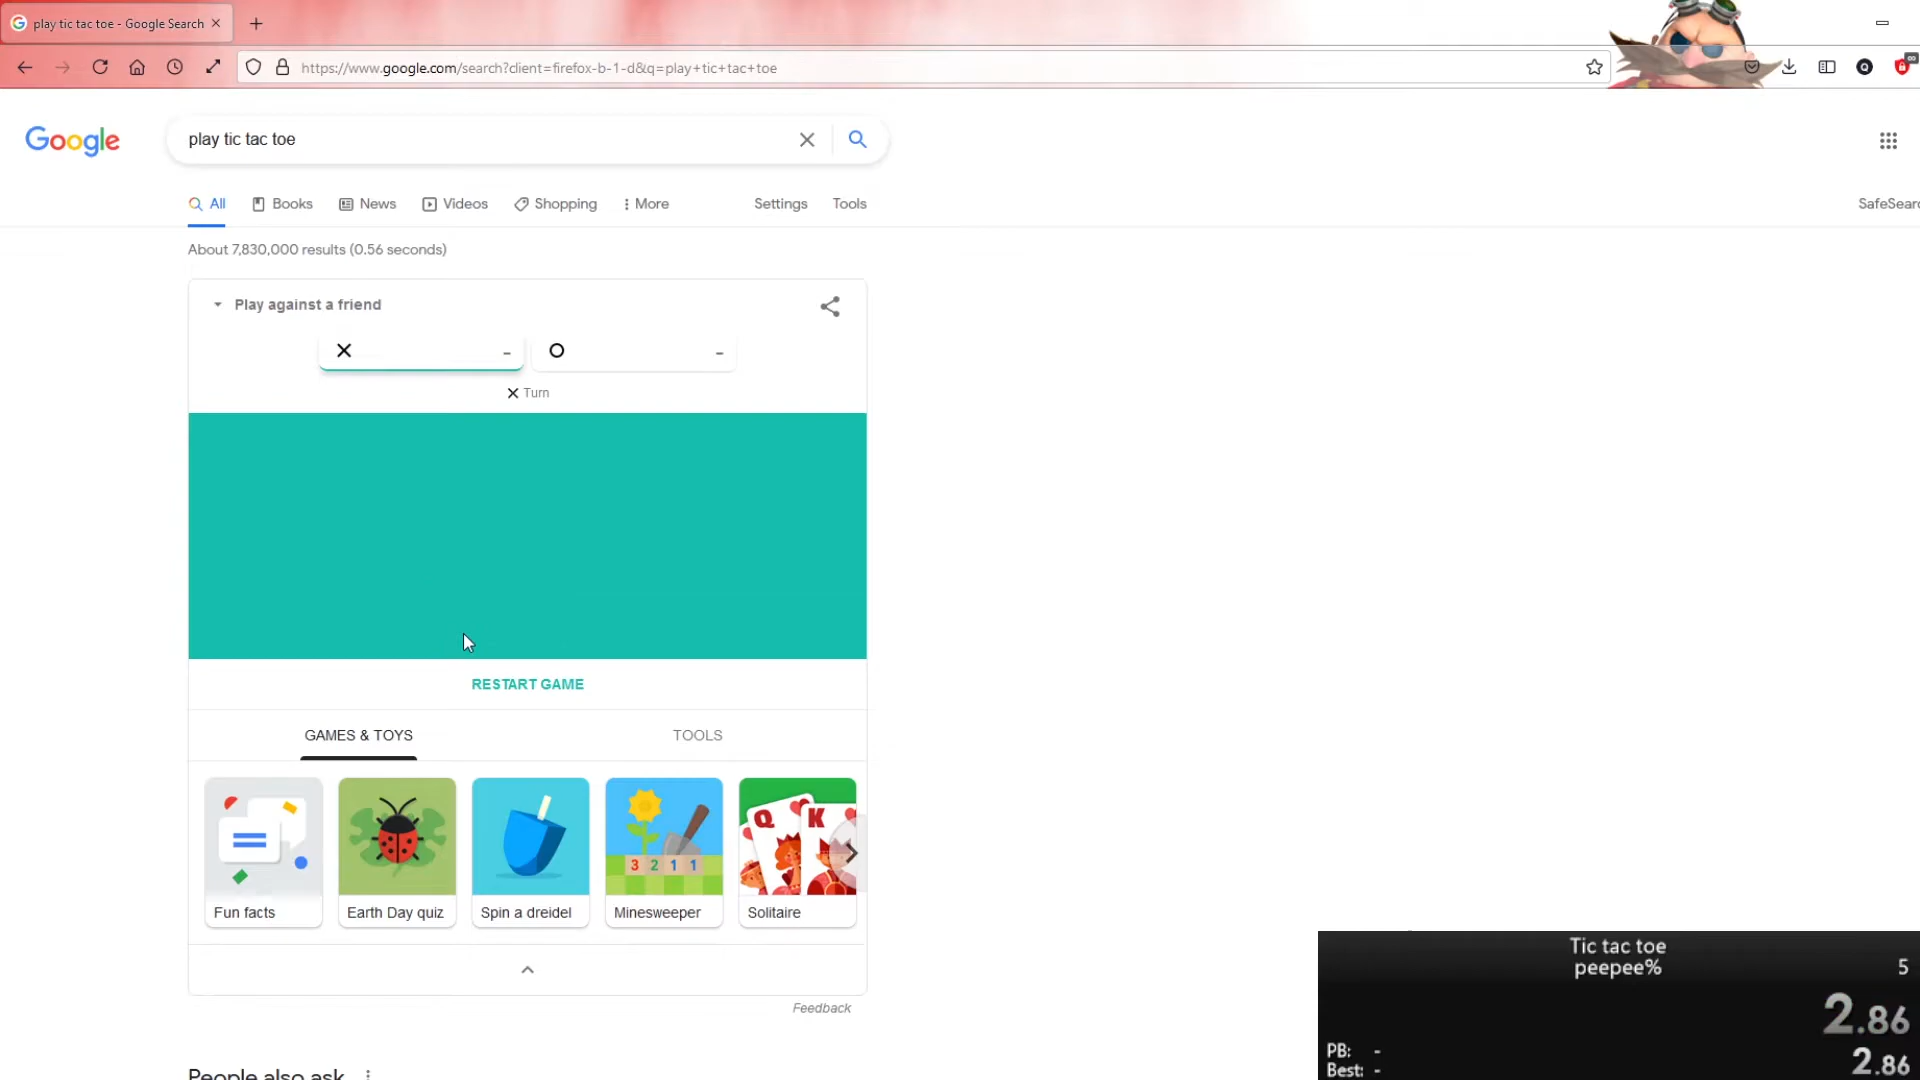 play tic tac toe - Google Search
https://www.google.com/search?client=firefox-b-1-d&q=play+tic+tac+toe
Google
play tic tac toe
All
Books
News
Videos
Shopping
More
Settings
Tools
SafeSearc
About 7,830,000 results (0.56 seconds)
Play against a friend
X -
O -
X Turn
RESTART GAME
GAMES & TOYS
TOOLS
3 2 1 1
Q K
Fun facts
Earth Day quiz
Spin a dreidel
Minesweeper
Solitaire
Feedback
People also ask
Tic tac toe
peepee%
5
2.86
PB: -
Best: -
2.86